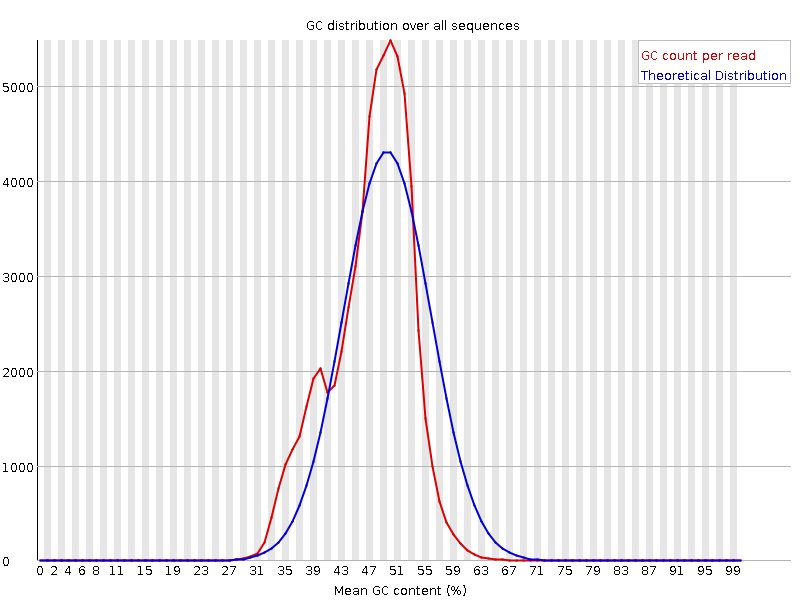 GC distribution over all sequences
GC count per read
Theoretical Distribution
5000
4000
3000
2000
1000
0
0 2 4 6 8 11 15 19 23 27 31 35 39 43 47 51 55 59 63 67 71 75 79 83 87 91 95 99
Mean GC content (%)